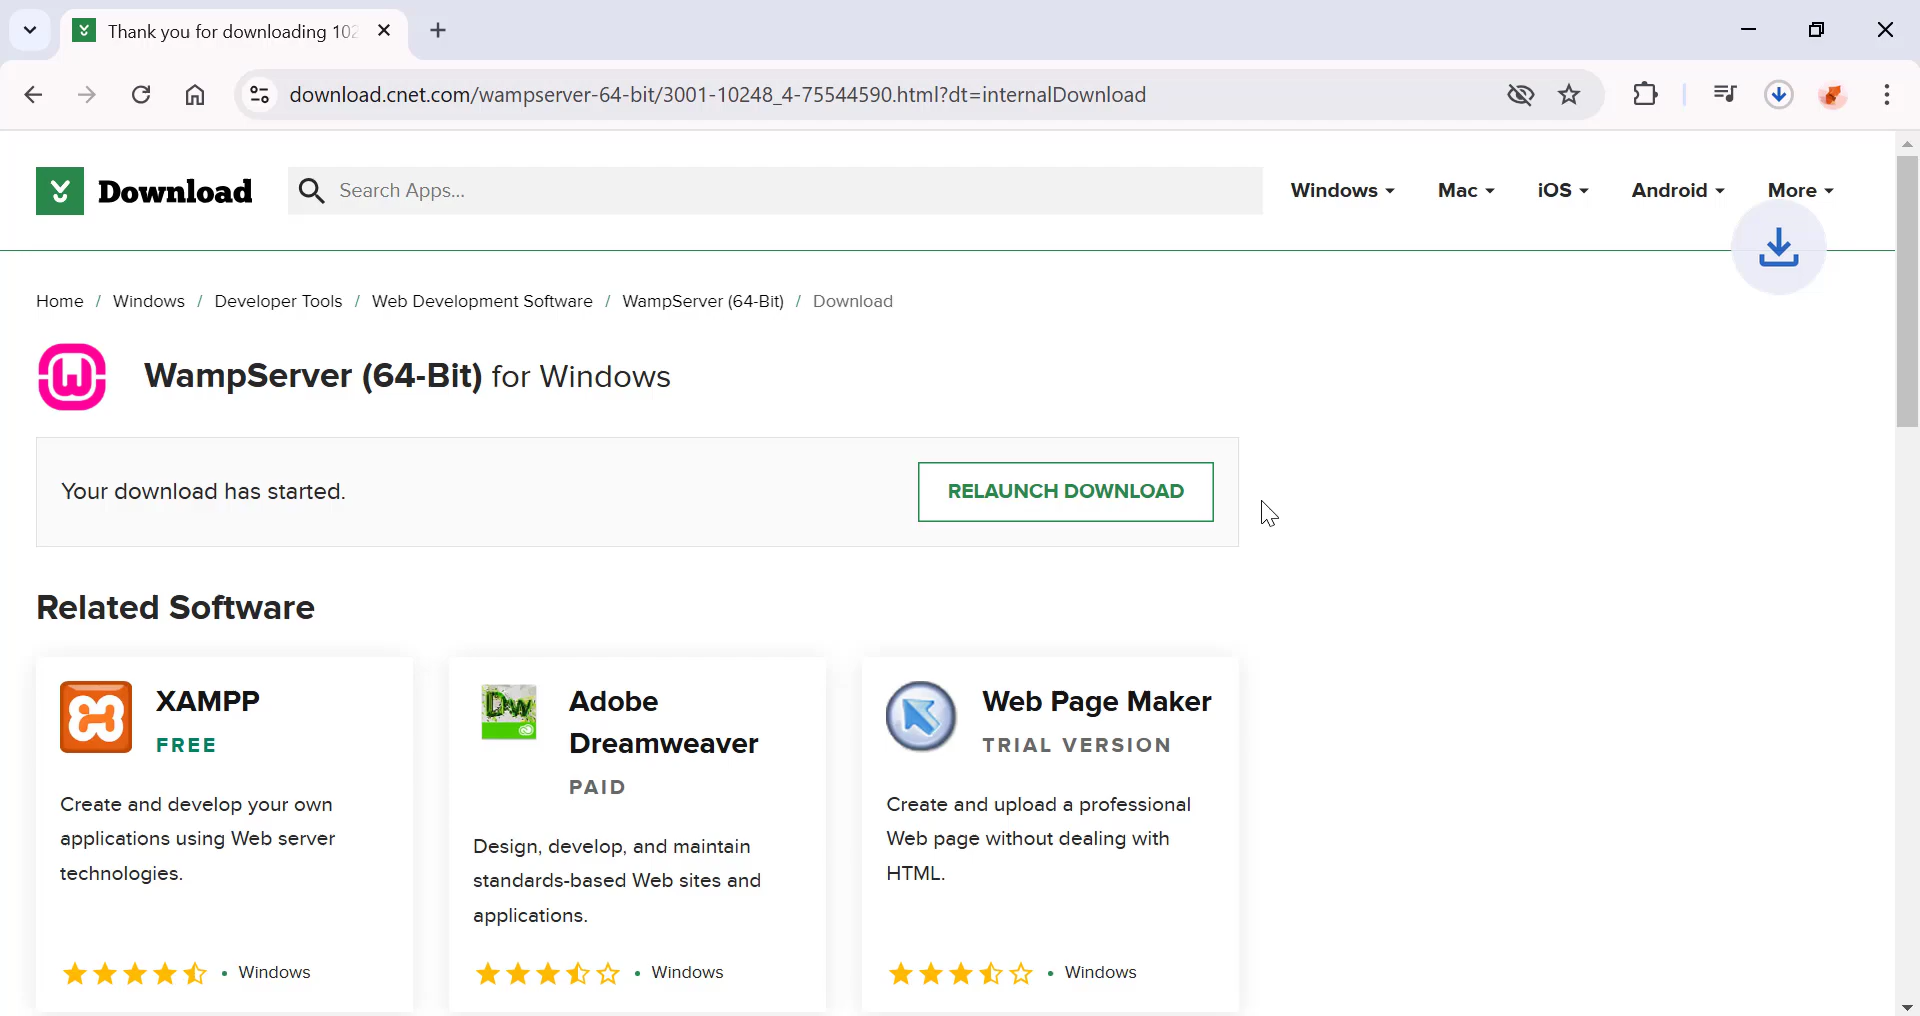 Thank you for downloading 102
download.cnet.com/wampserver-64-bit/3001-10248_4-75544590.html?dt=internalDownload
Download
Search Apps...
Windows
Mac
iOS
Android
More
Home / Windows / Developer Tools / Web Development Software / WampServer (64-Bit) / Download
WampServer (64-Bit) for Windows
Your download has started.
RELAUNCH DOWNLOAD
Related Software
XAMPP
FREE
Create and develop your own
applications using Web server
technologies.
Windows
Dw
Adobe
Dreamweaver
PAID
Design, develop, and maintain
standards-based Web sites and
applications.
Windows
Web Page Maker
TRIAL VERSION
Create and upload a professional
Web page without dealing with
HTML.
Windows